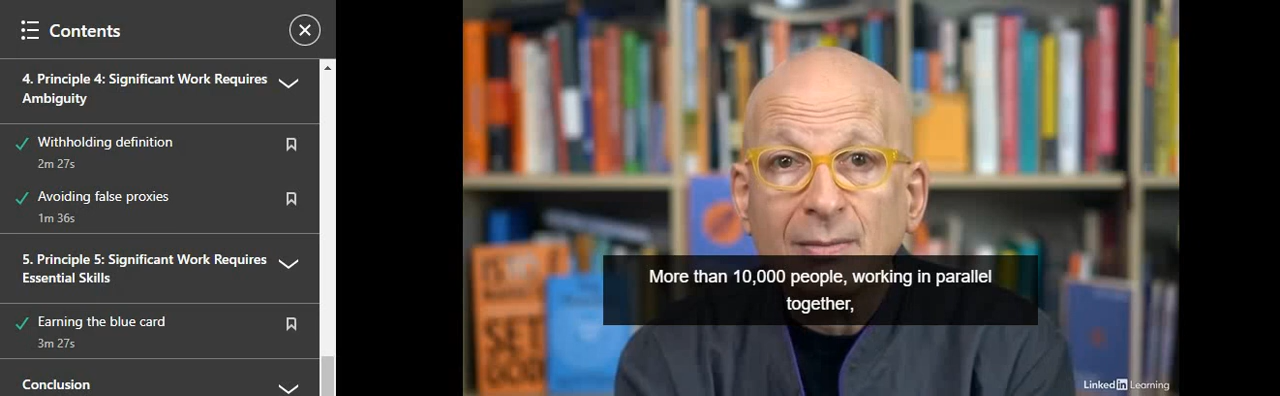 Contents
4. Principle 4: Significant Work Requires
Ambiguity
Withholding definition
2m 27s
Avoiding false proxies
1m 36s
5. Principle 5: Significant Work Requires
Essential Skills
Earning the blue card
3m 27s
Conclusion
More than 10,000 people, working in parallel
together,
LinkedIn Learning